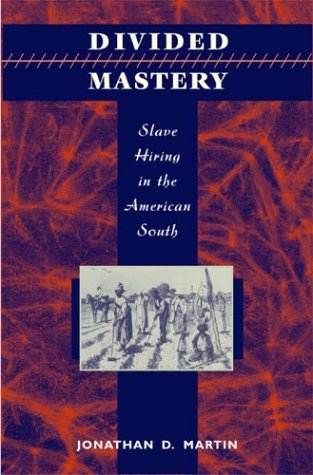 DIVIDED
MASTERY
Slave
Hiring
in the
American
South
JONATHAN D. MARTIN